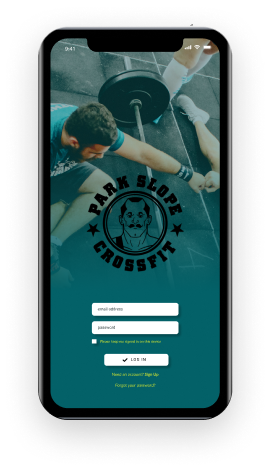 9:41
PARK SLOPE
CROSSFIT
email address
password
Please keep me signed in on this device
LOG IN
Need an account? Sign Up
Forgot your password?